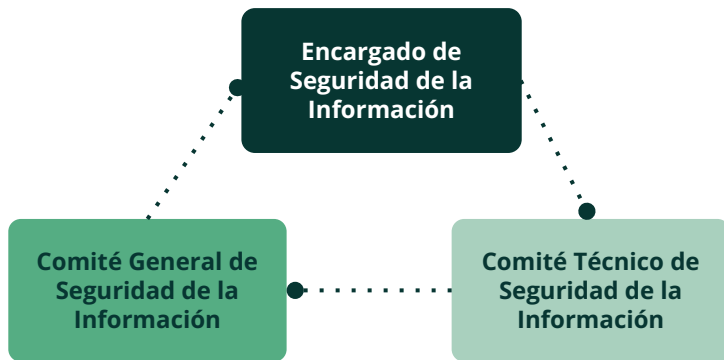 Encargado de
Seguridad de la
Información
Comité General de
Seguridad de la
Información
Comité Técnico de
Seguridad de la
Información